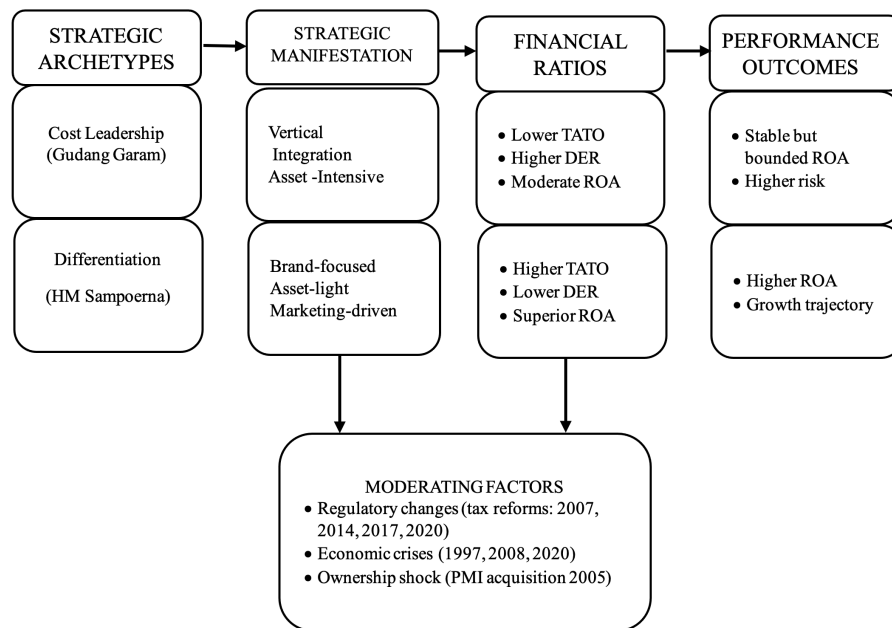 STRATEGIC
ARCHETYPES
STRATEGIC
MANIFESTATION
FINANCIAL
RATIOS
PERFORMANCE
OUTCOMES
Cost Leadership
(Gudang Garam)
Vertical
Integration
Asset -Intensive
• Lower TATO
• Higher DER
• Moderate ROA
• Stable but
bounded ROA
• Higher risk
Differentiation
(HM Sampoerna)
Brand-focused
Asset-light
Marketing-driven
• Higher TATO
• Lower DER
• Superior ROA
• Higher ROA
• Growth trajectory
MODERATING FACTORS
• Regulatory changes (tax reforms: 2007,
2014, 2017, 2020)
• Economic crises (1997, 2008, 2020)
• Ownership shock (PMI acquisition 2005)